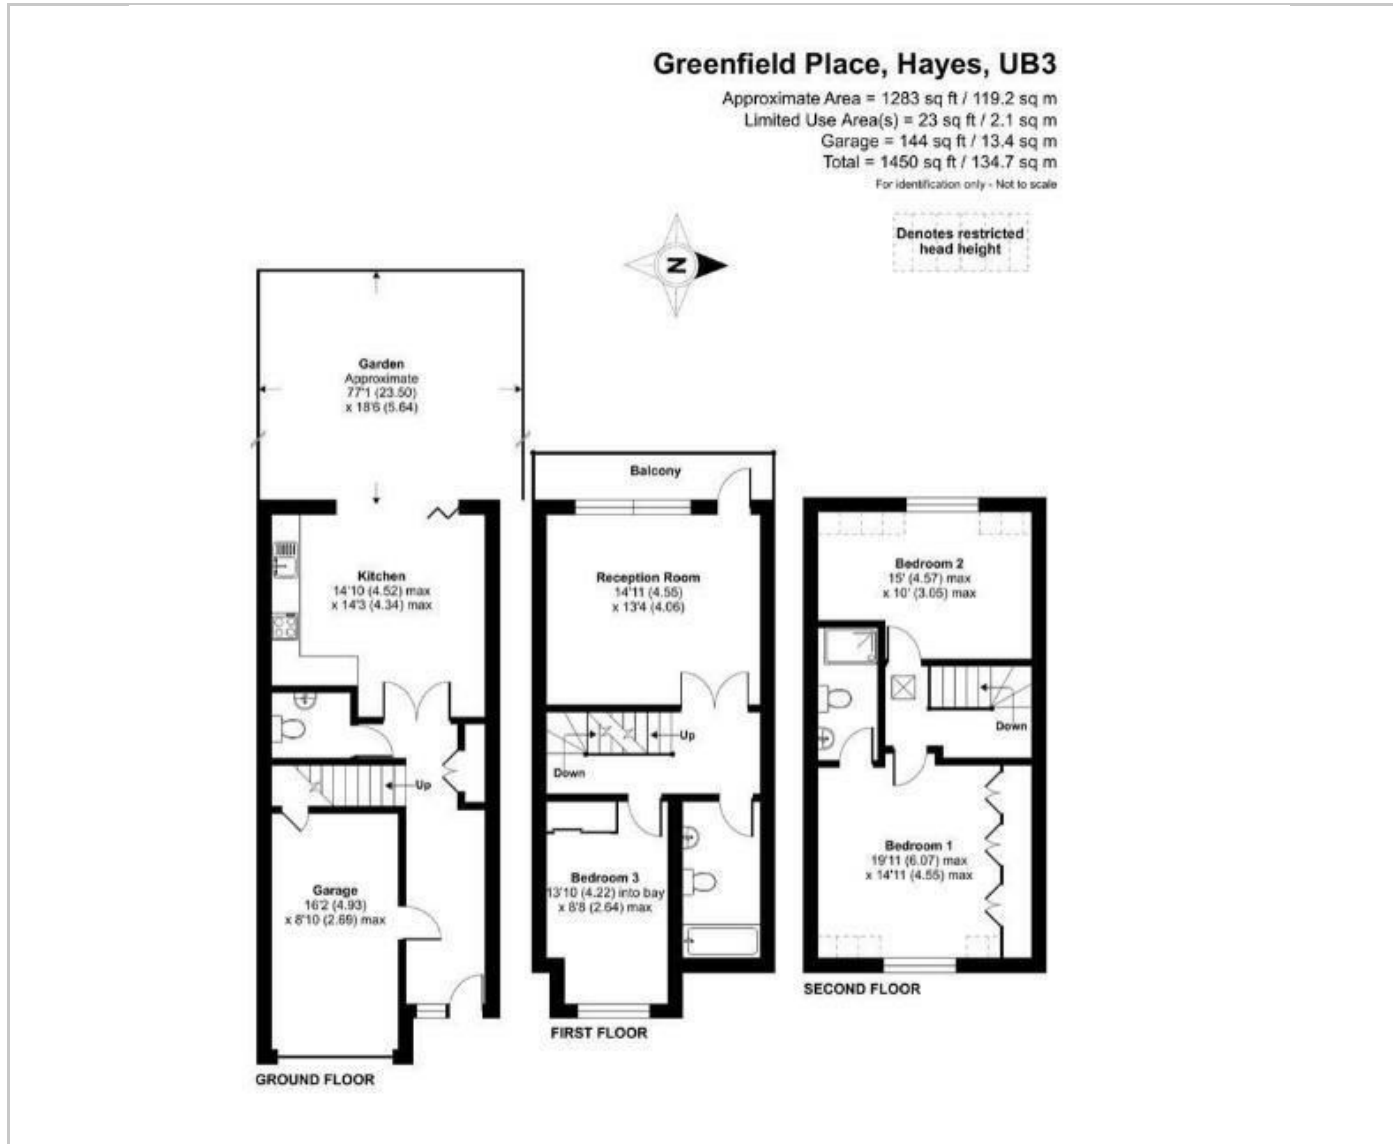 Greenfield Place, Hayes, UB3
Approximate Area = 1283 sq ft / 119.2 sq m
Limited Use Area(s) = 23 sq ft / 2.1 sq m
Garage = 144 sq ft / 13.4 sq m
Total = 1450 sq ft / 134.7 sq m
For identification only - Not to scale
Denotes restricted
head height
N
Garden
Approximate
77'1 (23.50)
x 18'6 (5.64)
Kitchen
14'10 (4.52) max
x 14'3 (4.34) max
Up
Garage
16'2 (4.93)
x 8'10 (2.69) max
GROUND FLOOR
Balcony
Reception Room
14'11 (4.55)
x 13'4 (4.06)
Up
Down
Bedroom 3
13'10 (4.22) into bay
x 8'8 (2.64) max
FIRST FLOOR
Bedroom 2
15' (4.57) max
x 10' (3.05) max
Down
Bedroom 1
19'11 (6.07) max
x 14'11 (4.55) max
SECOND FLOOR